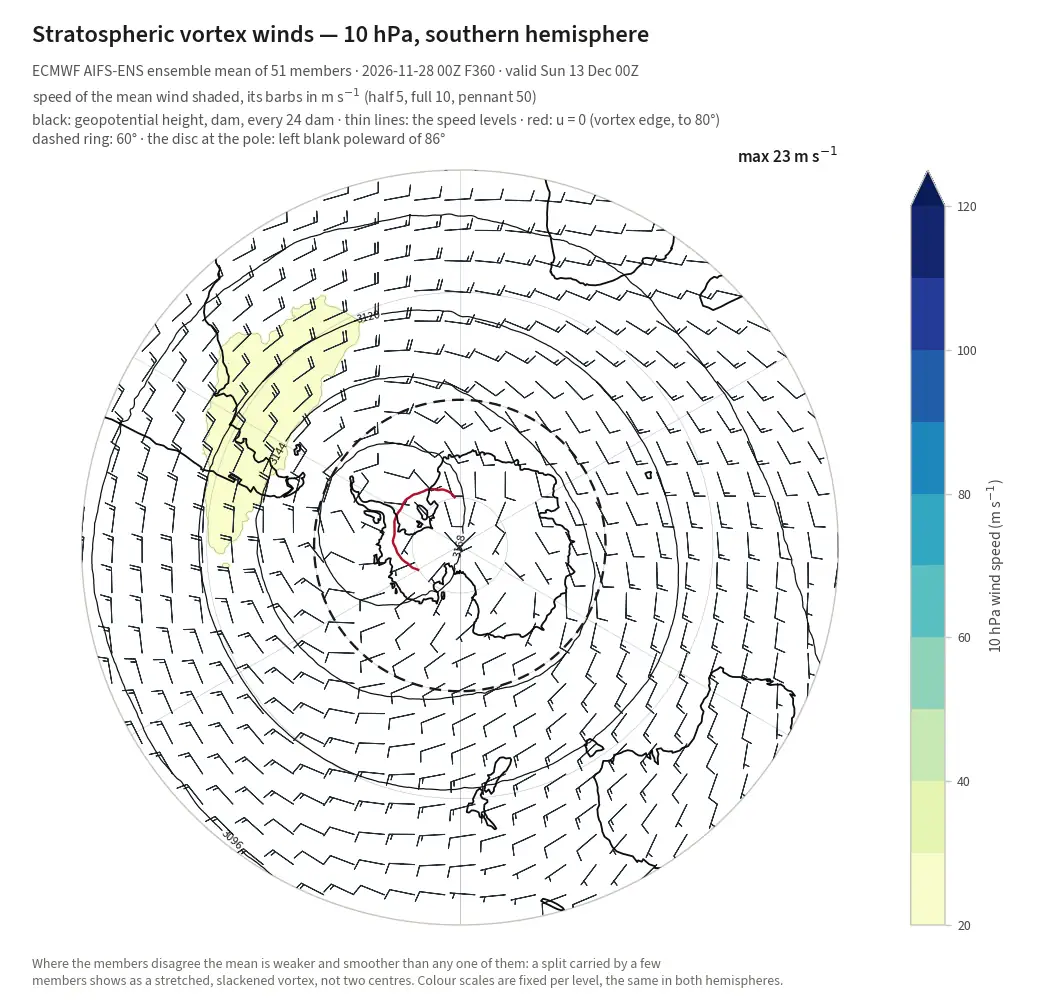 Stratospheric vortex winds — 10 hPa, southern hemisphere
ECMWF AIFS-ENS ensemble mean of 51 members · 2026-11-28 00Z F360 · valid Sun 13 Dec 00Z
speed of the mean wind shaded, its barbs in m s⁻¹ (half 5, full 10, pennant 50)
black: geopotential height, dam, every 24 dam · thin lines: the speed levels · red: u = 0 (vortex edge, to 80°)
dashed ring: 60° · the disc at the pole: left blank poleward of 86°
max 23 m s⁻¹
120
100
80
60
40
20
10 hPa wind speed (m s⁻¹)
3120
3144
3168
3096
Where the members disagree the mean is weaker and smoother than any one of them: a split carried by a few
members shows as a stretched, slackened vortex, not two centres. Colour scales are fixed per level, the same in both hemispheres.